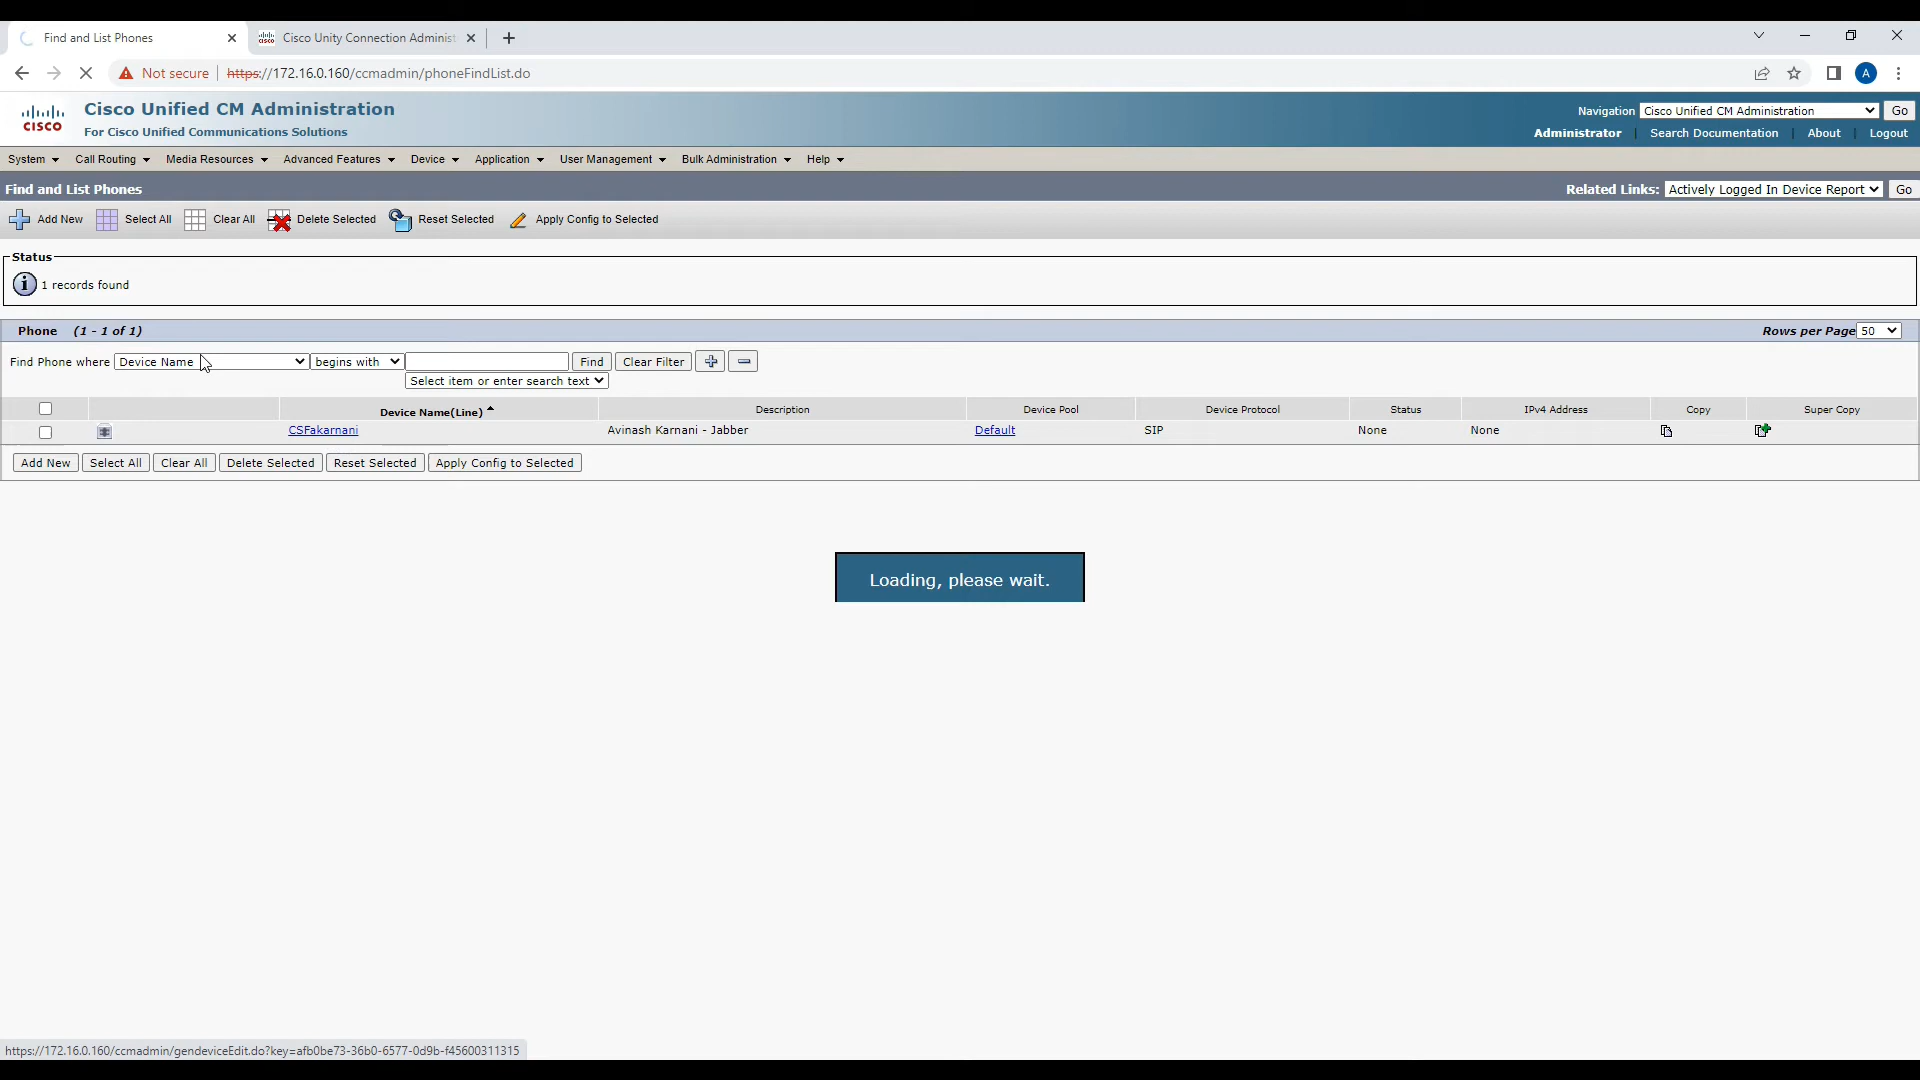 Find and List Phones
Cisco Unity Connection Administ
Not secure | https://172.16.0.160/ccmadmin/phoneFindList.do
A
CISCO
Cisco Unified CM Administration
For Cisco Unified Communications Solutions
Navigation Cisco Unified CM Administration Go
Administrator | Search Documentation | About | Logout
System Call Routing Media Resources Advanced Features Device Application User Management Bulk Administration Help
Find and List Phones
Related Links: Actively Logged In Device Report Go
Add New Select All Clear All Delete Selected Reset Selected Apply Config to Selected
Status
1 records found
Phone (1 - 1 of 1)
Rows per Page 50
Find Phone where Device Name begins with Find Clear Filter
Select item or enter search text
Device Name(Line) Description Device Pool Device Protocol Status IPv4 Address Copy Super Copy
CSFakarnani Avinash Karnani - Jabber Default SIP None None
Add New Select All Clear All Delete Selected Reset Selected Apply Config to Selected
Loading, please wait.
https://172.16.0.160/ccmadmin/gendeviceEdit.do?key=afb0be73-36b0-6577-0d9b-f45600311315